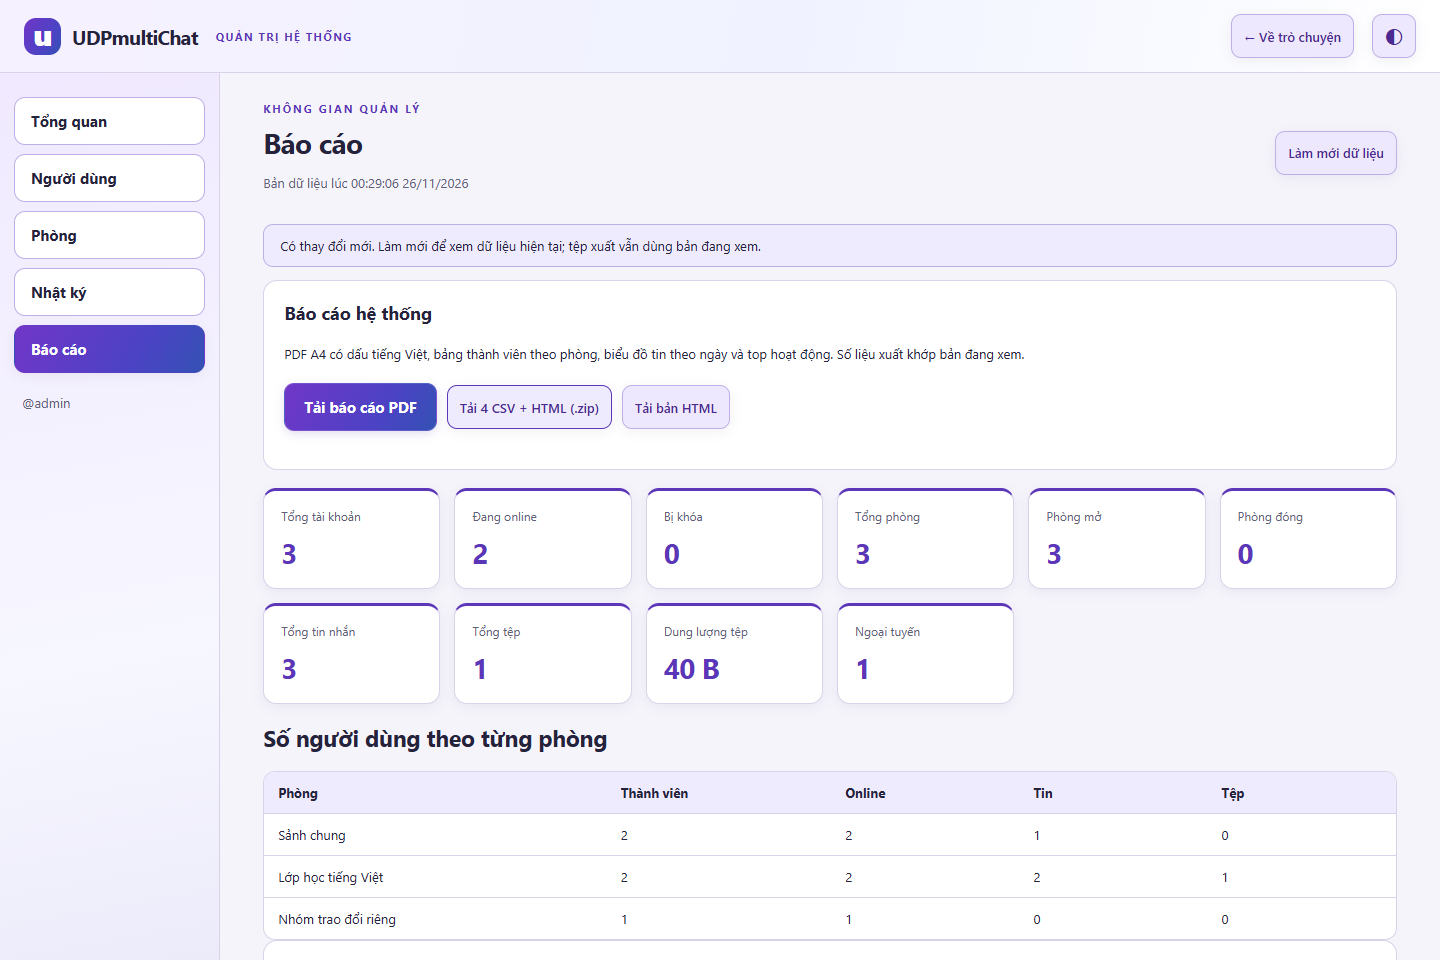 u UDPmultiChat QUẢN TRỊ HỆ THỐNG
← Về trò chuyện
Tổng quan
Người dùng
Phòng
Nhật ký
Báo cáo
@admin
KHÔNG GIAN QUẢN LÝ
Báo cáo
Bản dữ liệu lúc 00:29:06 26/11/2026
Làm mới dữ liệu
Có thay đổi mới. Làm mới để xem dữ liệu hiện tại; tệp xuất vẫn dùng bản đang xem.
Báo cáo hệ thống
PDF A4 có dấu tiếng Việt, bảng thành viên theo phòng, biểu đồ tin theo ngày và top hoạt động. Số liệu xuất khớp bản đang xem.
Tải báo cáo PDF Tải 4 CSV + HTML (.zip) Tải bản HTML
Tổng tài khoản Đang online Bị khóa Tổng phòng Phòng mở Phòng đóng
3 2 0 3 3 0
Tổng tin nhắn Tổng tệp Dung lượng tệp Ngoại tuyến
3 1 40 B 1
Số người dùng theo từng phòng
Phòng Thành viên Online Tin Tệp
Sảnh chung 2 2 1 0
Lớp học tiếng Việt 2 2 2 1
Nhóm trao đổi riêng 1 1 0 0